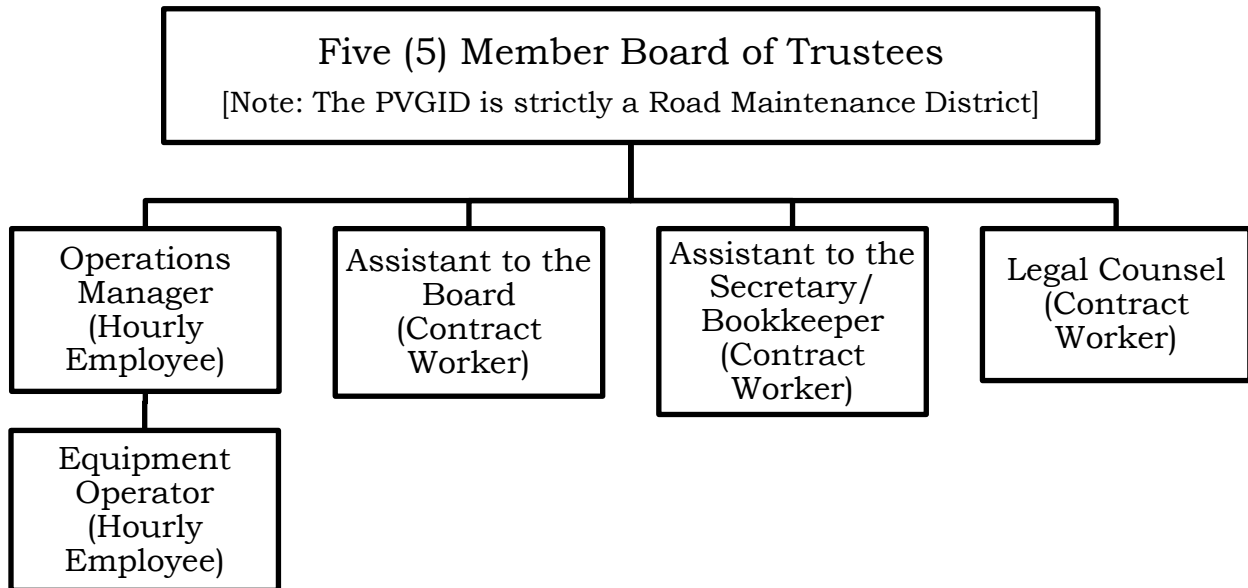 Five (5) Member Board of Trustees
[Note: The PVGID is strictly a Road Maintenance District]
Operations
Manager
(Hourly
Employee)
Assistant to the
Board
(Contract
Worker)
Assistant to the
Secretary/
Bookkeeper
(Contract
Worker)
Legal Counsel
(Contract
Worker)
Equipment
Operator
(Hourly
Employee)